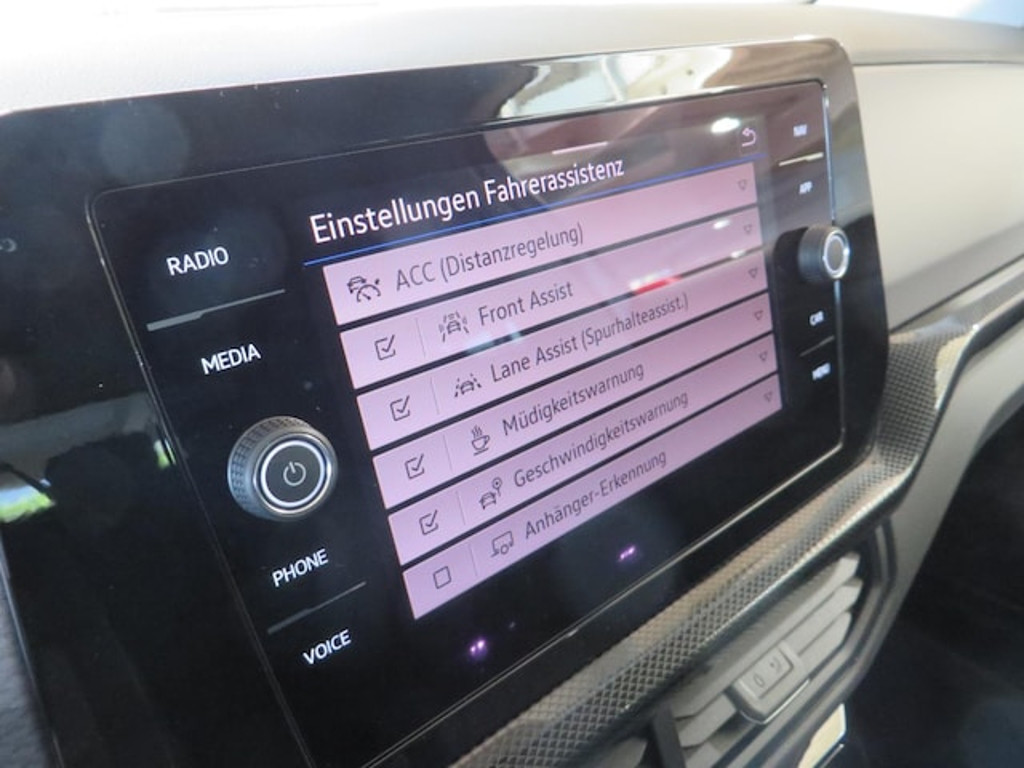 Einstellungen Fahrerassistenz
ACC (Distanzregelung)
Front Assist
Lane Assist (Spurhalteassist.)
Müdigkeitswarnung
Geschwindigkeitswarnung
Anhänger-Erkennung
RADIO
MEDIA
PHONE
VOICE
NAV
APP
CAR
MENU
0